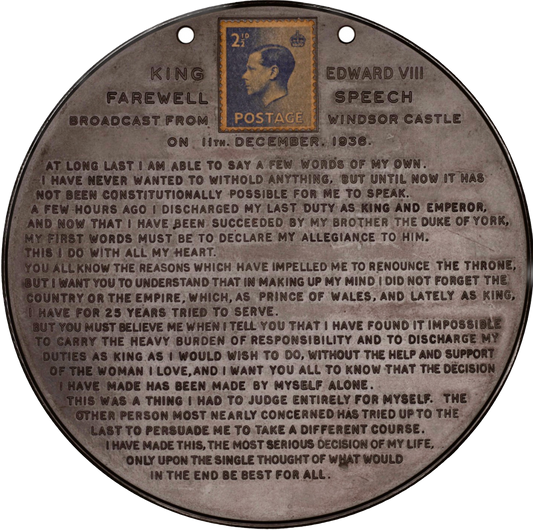 2½D
POSTAGE
KING EDWARD VIII
FAREWELL SPEECH
BROADCAST FROM WINDSOR CASTLE
ON 11TH. DECEMBER, 1936.
AT LONG LAST I AM ABLE TO SAY A FEW WORDS OF MY OWN.
I HAVE NEVER WANTED TO WITHOLD ANYTHING, BUT UNTIL NOW IT HAS
NOT BEEN CONSTITUTIONALLY POSSIBLE FOR ME TO SPEAK.
A FEW HOURS AGO I DISCHARGED MY LAST DUTY AS KING AND EMPEROR,
AND NOW THAT I HAVE BEEN SUCCEEDED BY MY BROTHER THE DUKE OF YORK,
MY FIRST WORDS MUST BE TO DECLARE MY ALLEGIANCE TO HIM.
THIS I DO WITH ALL MY HEART.
YOU ALL KNOW THE REASONS WHICH HAVE IMPELLED ME TO RENOUNCE THE THRONE,
BUT I WANT YOU TO UNDERSTAND THAT IN MAKING UP MY MIND I DID NOT FORGET THE
COUNTRY OR THE EMPIRE, WHICH, AS PRINCE OF WALES, AND LATELY AS KING,
I HAVE FOR 25 YEARS TRIED TO SERVE.
BUT YOU MUST BELIEVE ME WHEN I TELL YOU THAT I HAVE FOUND IT IMPOSSIBLE
TO CARRY THE HEAVY BURDEN OF RESPONSIBILITY AND TO DISCHARGE MY
DUTIES AS KING AS I WOULD WISH TO DO, WITHOUT THE HELP AND SUPPORT
OF THE WOMAN I LOVE, AND I WANT YOU ALL TO KNOW THAT THE DECISION
I HAVE MADE HAS BEEN MADE BY MYSELF ALONE.
THIS WAS A THING I HAD TO JUDGE ENTIRELY FOR MYSELF. THE
OTHER PERSON MOST NEARLY CONCERNED HAS TRIED UP TO THE
LAST TO PERSUADE ME TO TAKE A DIFFERENT COURSE.
I HAVE MADE THIS, THE MOST SERIOUS DECISION OF MY LIFE,
ONLY UPON THE SINGLE THOUGHT OF WHAT WOULD
IN THE END BE BEST FOR ALL.